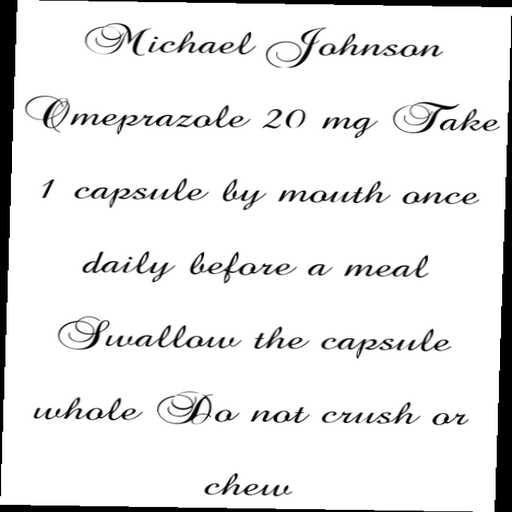 Michael Johnson
Omeprazole 20 mg Take
1 capsule by mouth once
daily before a meal
Swallow the capsule
whole Do not crush or
chew